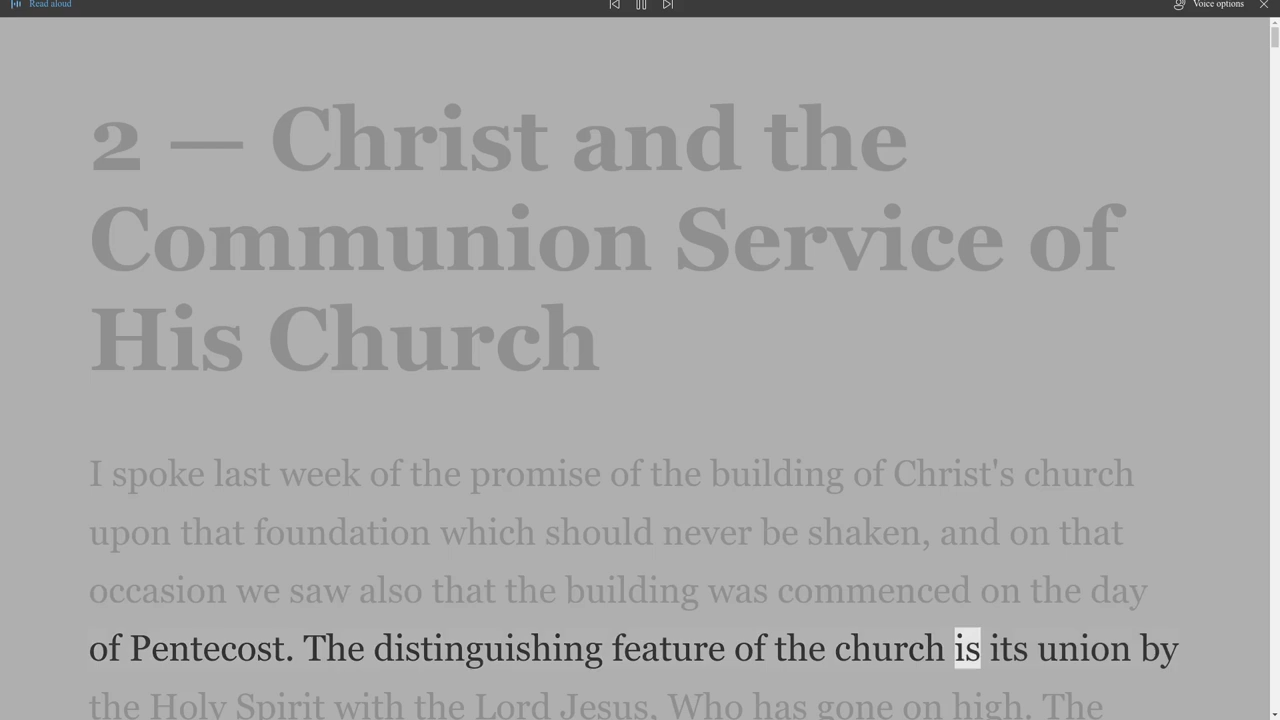 Read aloud
Voice options
2 — Christ and the
Communion Service of
His Church
I spoke last week of the promise of the building of Christ's church
upon that foundation which should never be shaken, and on that
occasion we saw also that the building was commenced on the day
of Pentecost. The distinguishing feature of the church is its union by
the Holy Spirit with the Lord Jesus, Who has gone on high. The